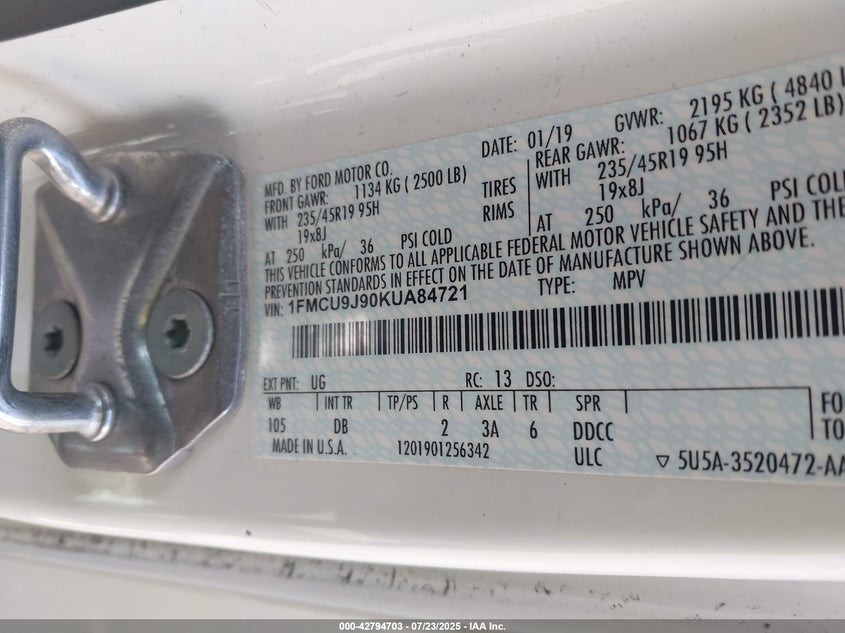 MFD. BY FORD MOTOR CO.
DATE: 01/19
GVWR: 2195 KG ( 4840 L
FRONT GAWR: 1134 KG ( 2500 LB)
REAR GAWR: 1067 KG ( 2352 LB)
WITH 235/45R19 95H
TIRES
WITH 235/45R19 95H
19x8J
RIMS
19x8J
AT 250 kPa/ 36 PSI COLD
AT 250 kPa/ 36 PSI COLD
THIS VEHICLE CONFORMS TO ALL APPLICABLE FEDERAL MOTOR VEHICLE SAFETY AND THE
PREVENTION STANDARDS IN EFFECT ON THE DATE OF MANUFACTURE SHOWN ABOVE.
VIN: 1FMCU9J90KUA84721
TYPE: MPV
EXT PNT: UG RC: 13 DSO:
WB INT TR TP/PS R AXLE TR SPR
105 DB 2 3A 6 DDCC
MADE IN U.S.A. 1201901256342 ULC
FO
TO
▽ 5U5A-3520472-AA
000-42794703 - 07/23/2025 - IAA Inc.